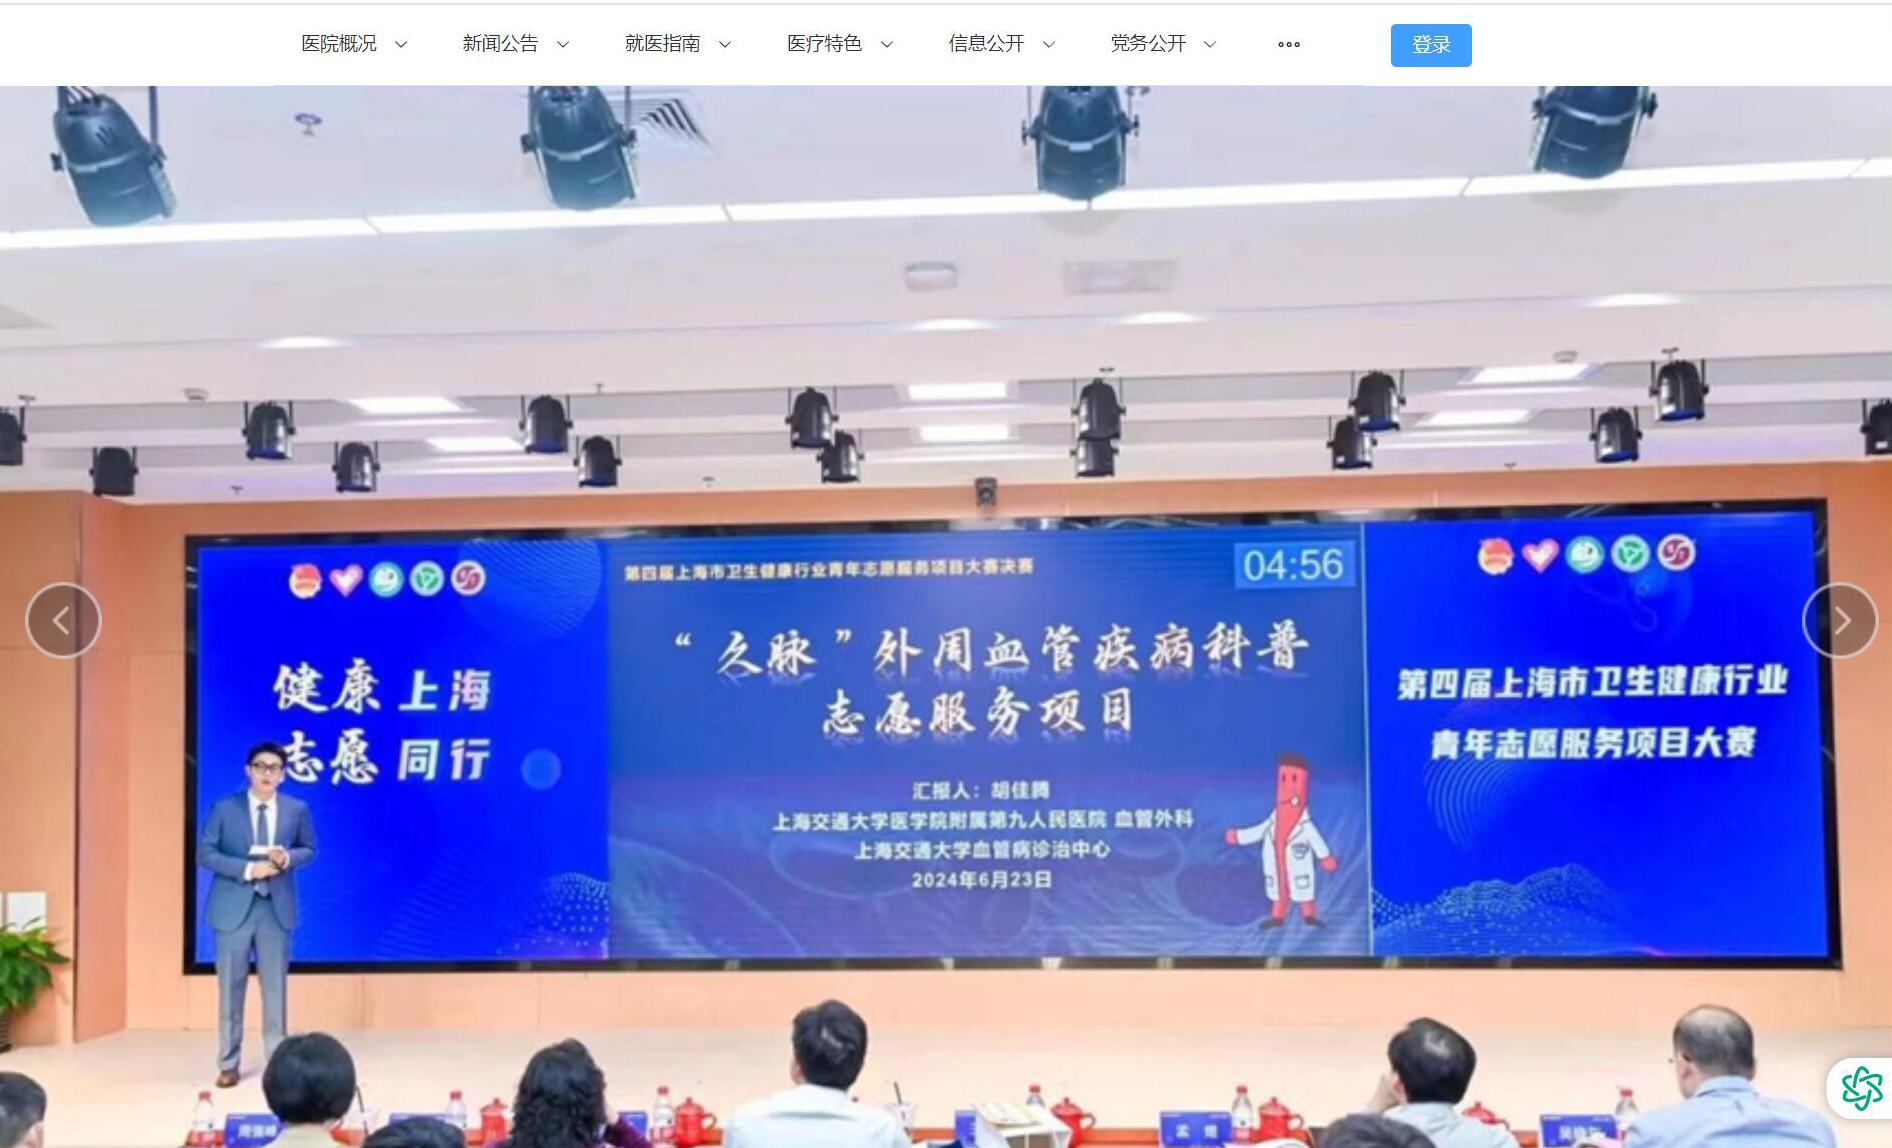 医院概况
新闻公告
就医指南
医疗特色
信息公开
党务公开
登录
第四届上海市卫生健康行业青年志愿服务项目大赛决赛
04:56
健康上海
志愿同行
“久脉”外周血管疾病科普
志愿服务项目
汇报人：胡佳腾
上海交通大学医学院附属第九人民医院 血管外科
上海交通大学血管病诊治中心
2024年6月23日
第四届上海市卫生健康行业
青年志愿服务项目大赛